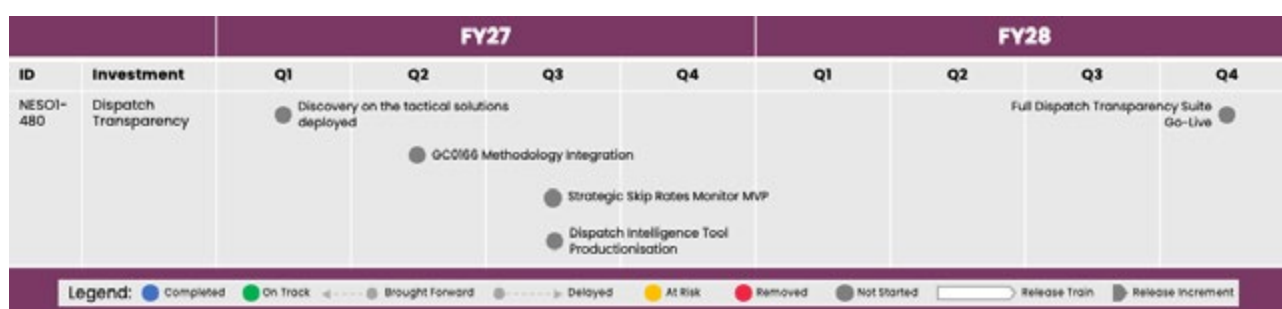 FY27
FY28
ID
Investment
Q1
Q2
Q3
Q4
Q1
Q2
Q3
Q4
NESO1-
480
Dispatch
Transparency
Discovery on the tactical solutions
deployed
Full Dispatch Transparency Suite
Go-Live
GC0166 Methodology Integration
Strategic Skip Rates Monitor MVP
Dispatch Intelligence Tool
Productionisation
Legend:
Completed
On Track
Brought Forward
Delayed
At Risk
Removed
Not Started
Release Train
Release Increment